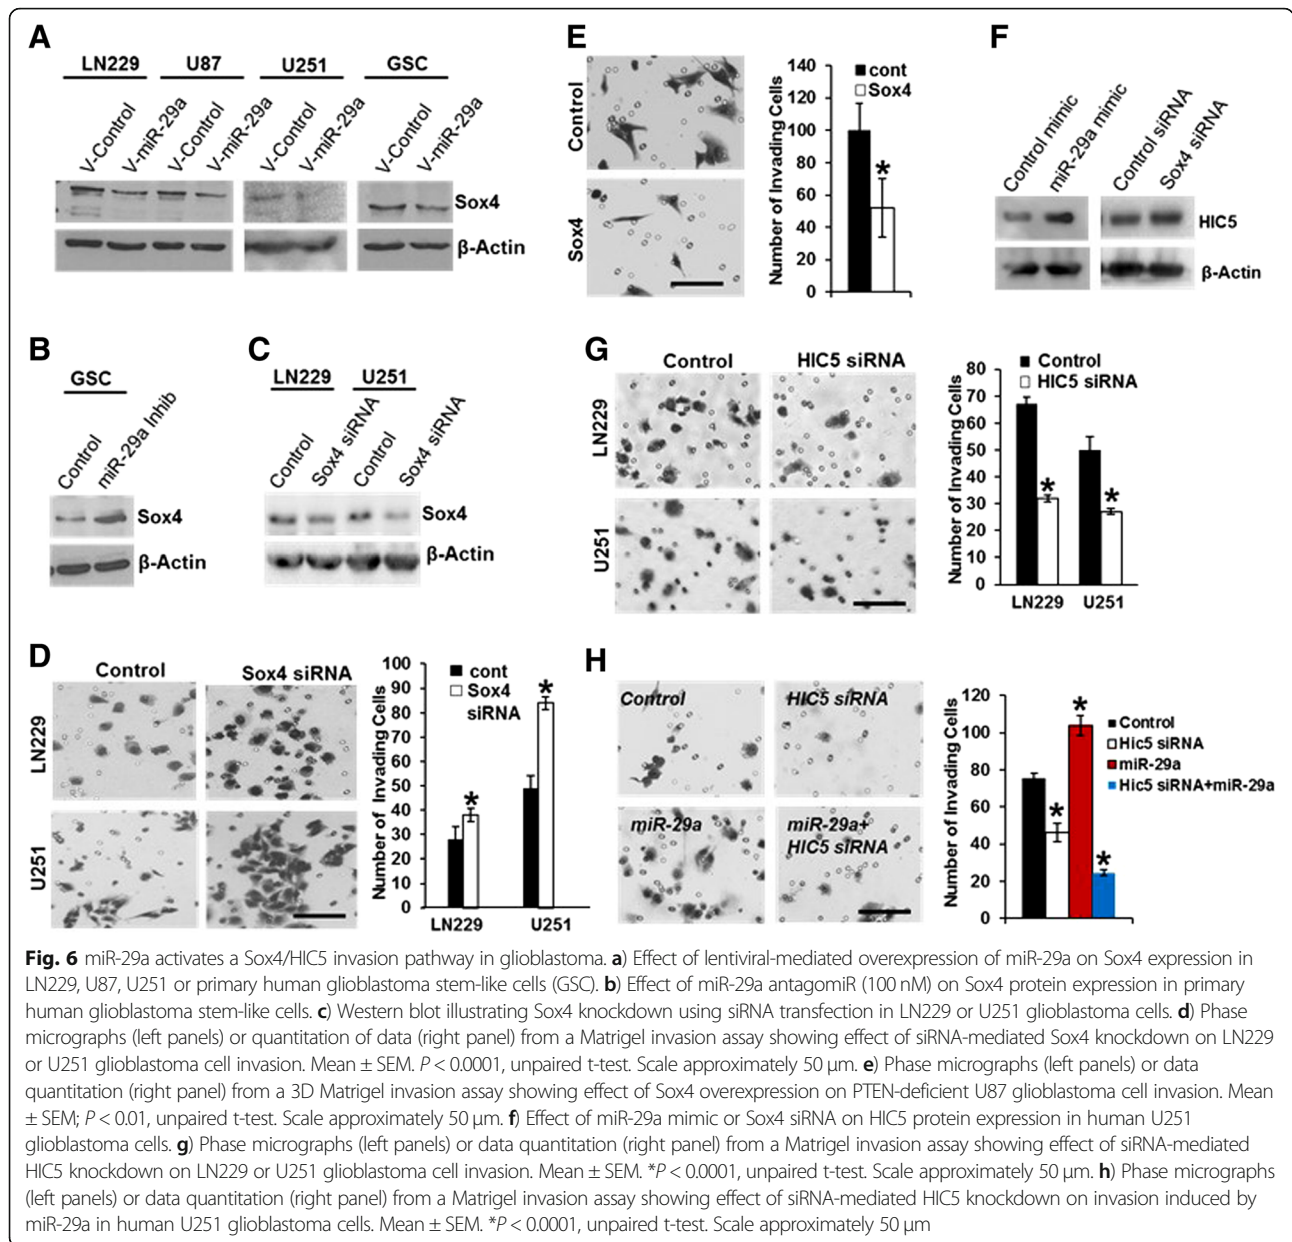 A
LN229 U87 U251 GSC
V-Control V-miR-29a V-Control V-miR-29a V-Control V-miR-29a V-Control V-miR-29a
Sox4
β-Actin
B
GSC
Control miR-29a Inhib
Sox4
β-Actin
C
LN229 U251
Control Sox4 siRNA Control Sox4 siRNA
Sox4
β-Actin
D
Control Sox4 siRNA
LN229
U251
Number of Invading Cells
100
90
80
70
60
50
40
30
20
10
0
cont
Sox4
siRNA
*
*
LN229 U251
E
Control
Sox4
Number of Invading Cells
140
120
100
80
60
40
20
0
cont
Sox4
*
F
Control mimic miR-29a mimic Control siRNA Sox4 siRNA
HIC5
β-Actin
G
Control HIC5 siRNA
LN229
U251
Number of Invading Cells
80
70
60
50
40
30
20
10
0
Control
HIC5 siRNA
*
*
LN229 U251
H
Control HIC5 siRNA
miR-29a miR-29a+
HIC5 siRNA
Number of Invading Cells
120
100
80
60
40
20
0
Control
Hic5 siRNA
miR-29a
Hic5 siRNA+miR-29a
*
*
*
Fig. 6 miR-29a activates a Sox4/HIC5 invasion pathway in glioblastoma. a) Effect of lentiviral-mediated overexpression of miR-29a on Sox4 expression in
LN229, U87, U251 or primary human glioblastoma stem-like cells (GSC). b) Effect of miR-29a antagomiR (100 nM) on Sox4 protein expression in primary
human glioblastoma stem-like cells. c) Western blot illustrating Sox4 knockdown using siRNA transfection in LN229 or U251 glioblastoma cells. d) Phase
micrographs (left panels) or quantitation of data (right panel) from a Matrigel invasion assay showing effect of siRNA-mediated Sox4 knockdown on LN229
or U251 glioblastoma cell invasion. Mean ± SEM. P < 0.0001, unpaired t-test. Scale approximately 50 μm. e) Phase micrographs (left panels) or data
quantitation (right panel) from a 3D Matrigel invasion assay showing effect of Sox4 overexpression on PTEN-deficient U87 glioblastoma cell invasion. Mean
± SEM; P < 0.01, unpaired t-test. Scale approximately 50 μm. f) Effect of miR-29a mimic or Sox4 siRNA on HIC5 protein expression in human U251
glioblastoma cells. g) Phase micrographs (left panels) or data quantitation (right panel) from a Matrigel invasion assay showing effect of siRNA-mediated
HIC5 knockdown on LN229 or U251 glioblastoma cell invasion. Mean ± SEM. *P < 0.0001, unpaired t-test. Scale approximately 50 μm. h) Phase micrographs
(left panels) or data quantitation (right panel) from a Matrigel invasion assay showing effect of siRNA-mediated HIC5 knockdown on invasion induced by
miR-29a in human U251 glioblastoma cells. Mean ± SEM. *P < 0.0001, unpaired t-test. Scale approximately 50 μm